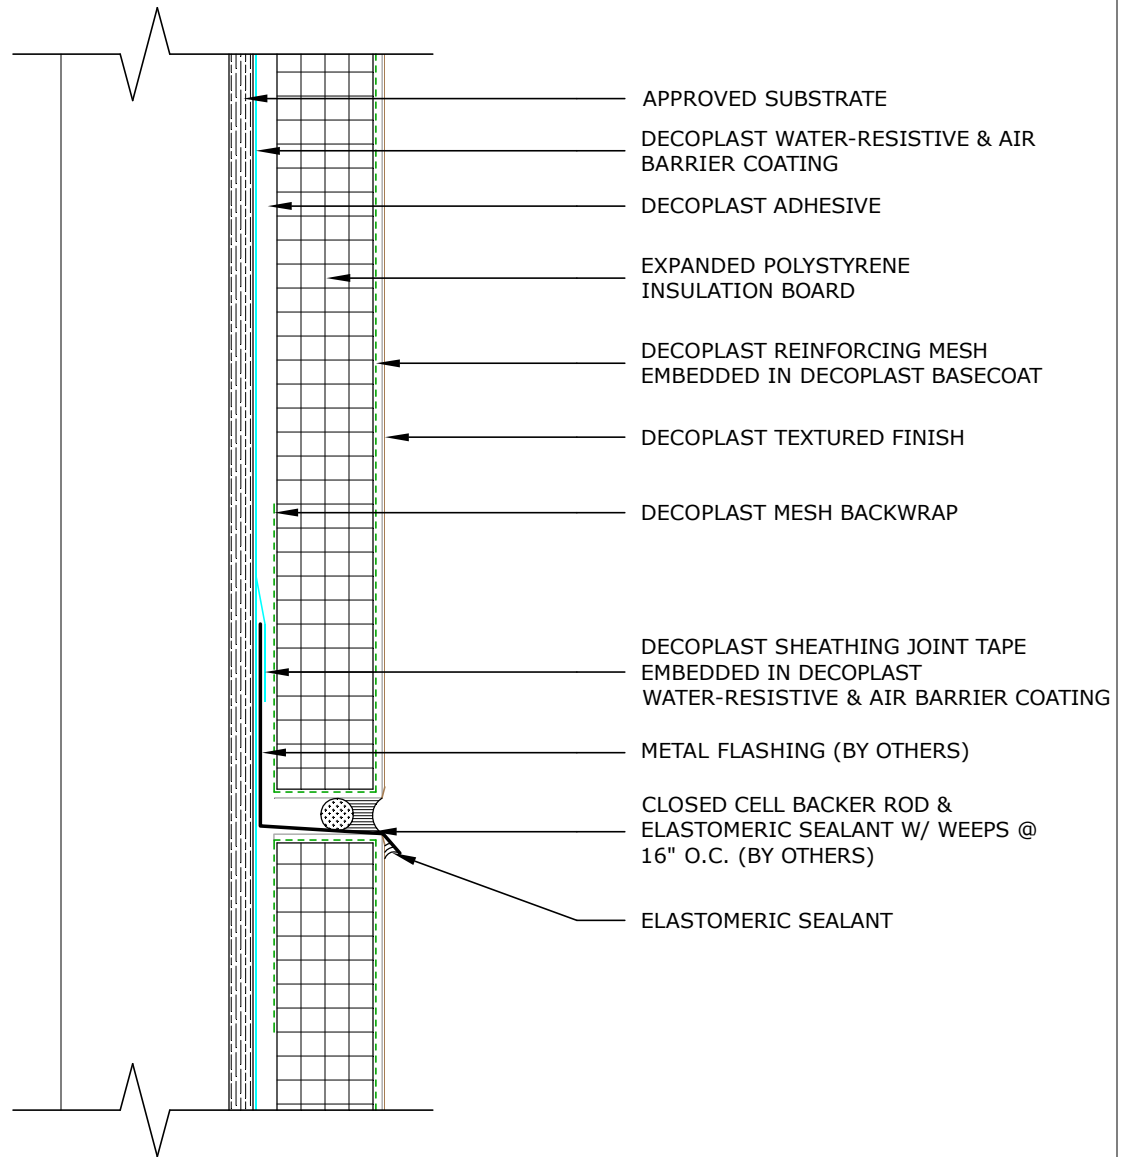 APPROVED SUBSTRATE
DECOPLAST WATER-RESISTIVE & AIR
BARRIER COATING
DECOPLAST ADHESIVE
EXPANDED POLYSTYRENE
INSULATION BOARD
DECOPLAST REINFORCING MESH
EMBEDDED IN DECOPLAST BASECOAT
DECOPLAST TEXTURED FINISH
DECOPLAST MESH BACKWRAP
DECOPLAST SHEATHING JOINT TAPE
EMBEDDED IN DECOPLAST
WATER-RESISTIVE & AIR BARRIER COATING
METAL FLASHING (BY OTHERS)
CLOSED CELL BACKER ROD &
ELASTOMERIC SEALANT W/ WEEPS @
16" O.C. (BY OTHERS)
ELASTOMERIC SEALANT